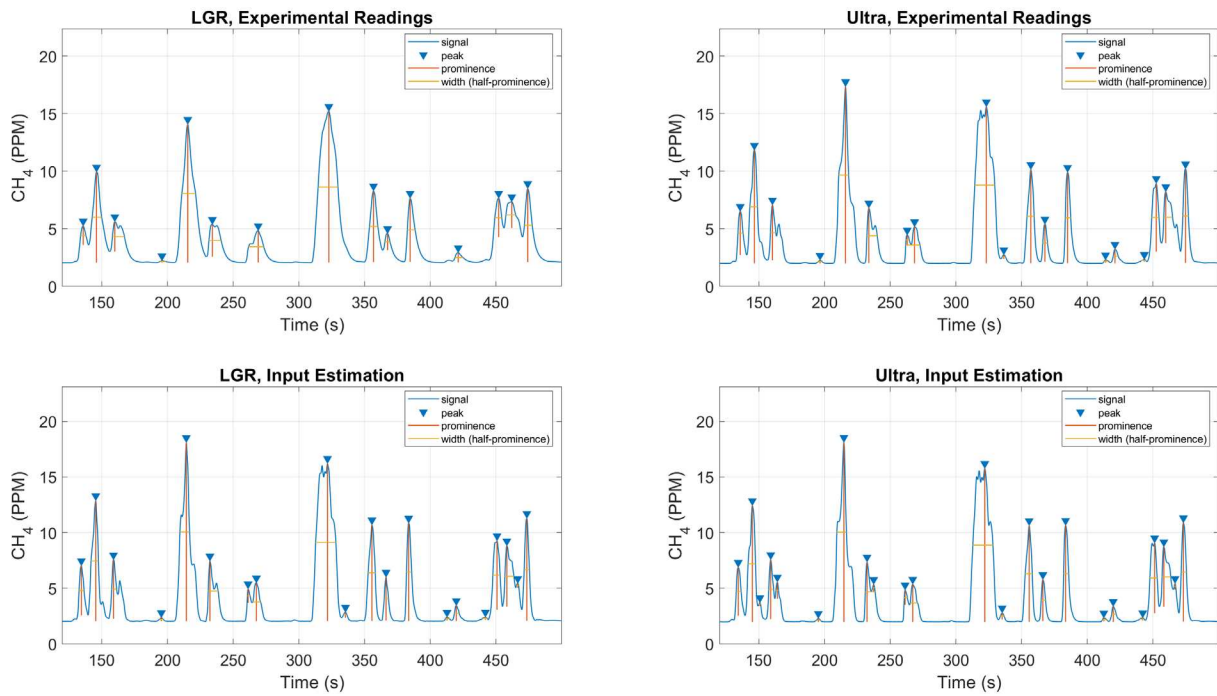 LGR, Experimental Readings
signal
peak
prominence
width (half-prominence)
CH4 (PPM)
20
15
10
5
0
150 200 250 300 350 400 450
Time (s)
Ultra, Experimental Readings
signal
peak
prominence
width (half-prominence)
CH4 (PPM)
20
15
10
5
0
150 200 250 300 350 400 450
Time (s)
LGR, Input Estimation
signal
peak
prominence
width (half-prominence)
CH4 (PPM)
20
15
10
5
0
150 200 250 300 350 400 450
Time (s)
Ultra, Input Estimation
signal
peak
prominence
width (half-prominence)
CH4 (PPM)
20
15
10
5
0
150 200 250 300 350 400 450
Time (s)